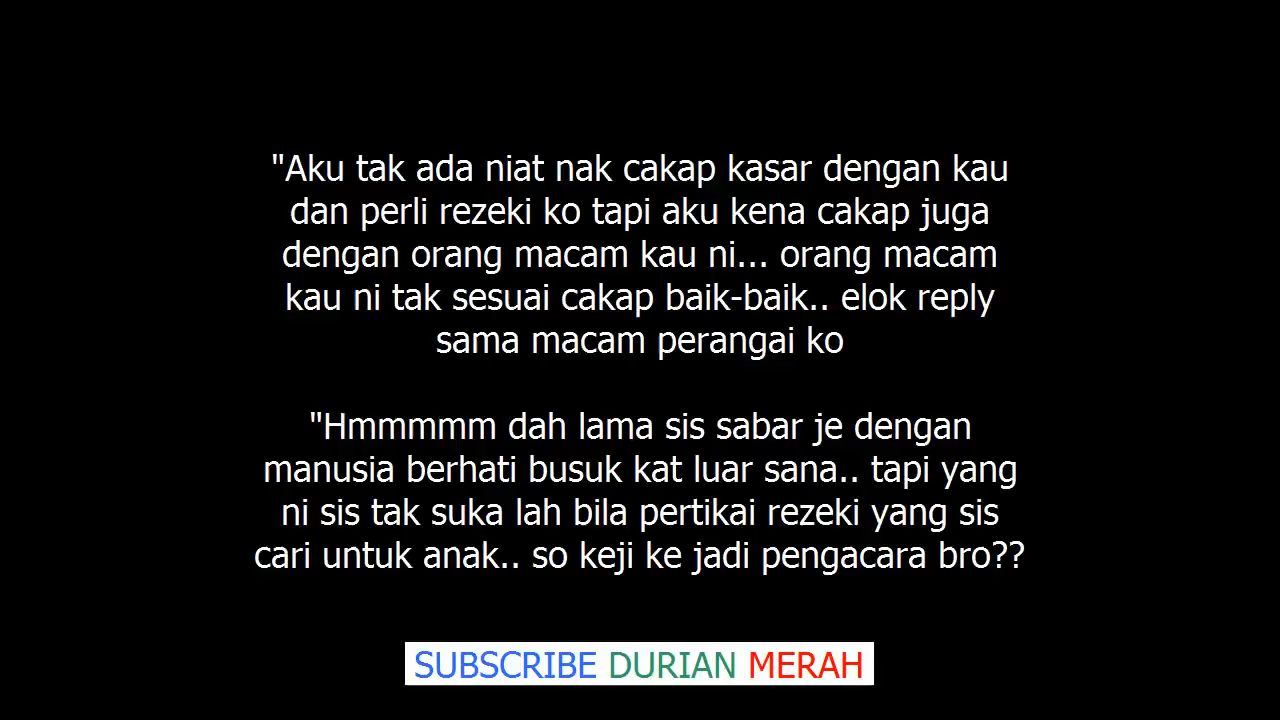 "Aku tak ada niat nak cakap kasar dengan kau
dan perli rezeki ko tapi aku kena cakap juga
dengan orang macam kau ni... orang macam
kau ni tak sesuai cakap baik-baik.. elok reply
sama macam perangai ko
"Hmmmmm dah lama sis sabar je dengan
manusia berhati busuk kat luar sana.. tapi yang
ni sis tak suka lah bila pertikai rezeki yang sis
cari untuk anak.. so keji ke jadi pengacara bro??
SUBSCRIBE DURIAN MERAH